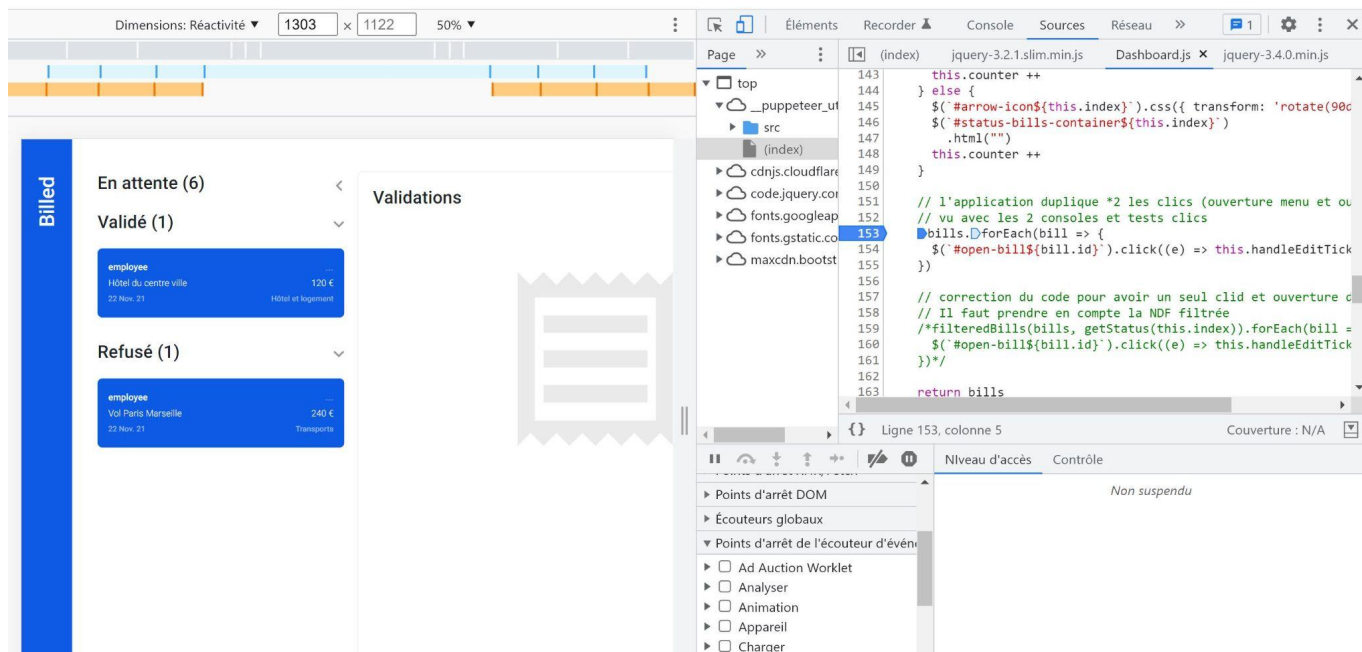 Dimensions: Réactivité ▼ 1303 × 1122 50% ▼
Billed
En attente (6)
Validé (1)
employee
Hôtel du centre ville 120 €
22 Nov. 21 Hôtel et logement
Refusé (1)
employee
Vol Paris Marseille 240 €
22 Nov. 21 Transports
Validations
Éléments Recorder Console Sources Réseau » 1
Page » (index) jquery-3.2.1.slim.min.js Dashboard.js × jquery-3.4.0.min.js
top
__puppeteer_ut
src
(index)
cdnjs.cloudflare
code.jquery.cor
fonts.googleap
fonts.gstatic.co
maxcdn.bootst
143 this.counter ++
144 } else {
145 $(`#arrow-icon${this.index}`).css({ transform: 'rotate(90d
146 $(`#status-bills-container${this.index}`)
147 .html("")
148 this.counter ++
149 }
150
151 // l'application duplique *2 les clics (ouverture menu et ou
152 // vu avec les 2 consoles et tests clics
153 bills.forEach(bill => {
154 $(`#open-bill${bill.id}`).click((e) => this.handleEditTick
155 })
156
157 // correction du code pour avoir un seul clid et ouverture d
158 // Il faut prendre en compte la NDF filtrée
159 /*filteredBills(bills, getStatus(this.index)).forEach(bill =
160 $(`#open-bill${bill.id}`).click((e) => this.handleEditTick
161 })*/
162
163 return bills
{} Ligne 153, colonne 5 Couverture : N/A
NIveau d'accès Contrôle
Non suspendu
Points d'arrêt DOM
Écouteurs globaux
Points d'arrêt de l'écouteur d'événe
Ad Auction Worklet
Analyser
Animation
Appareil
Charger